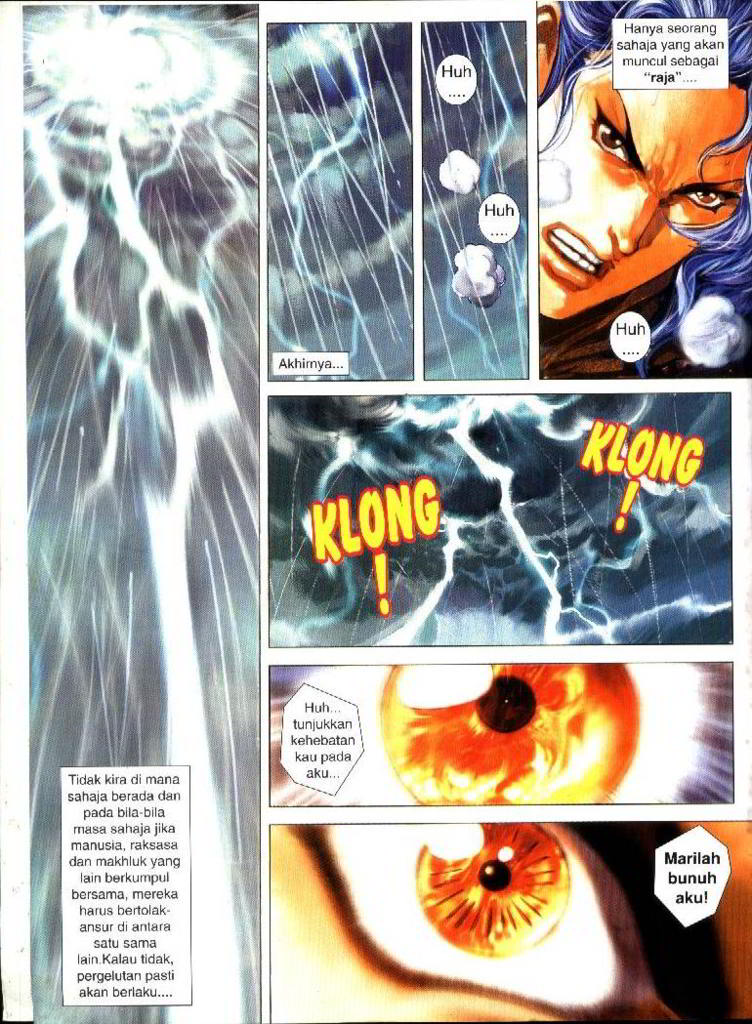 Tidak kira di mana
sahaja berada dan
pada bila-bila
masa sahaja jika
manusia, raksasa
dan makhluk yang
lain berkumpul
bersama, mereka
harus bertolak-
ansur di antara
satu sama
lain.Kalau tidak,
pergelutan pasti
akan berlaku....
Akhirnya...
Huh
....
Huh
....
Hanya seorang
sahaja yang akan
muncul sebagai
“raja”....
Huh
....
KLONG
!
KLONG
!
Huh...
tunjukkan
kehebatan
kau pada
aku...
Marilah
bunuh
aku!